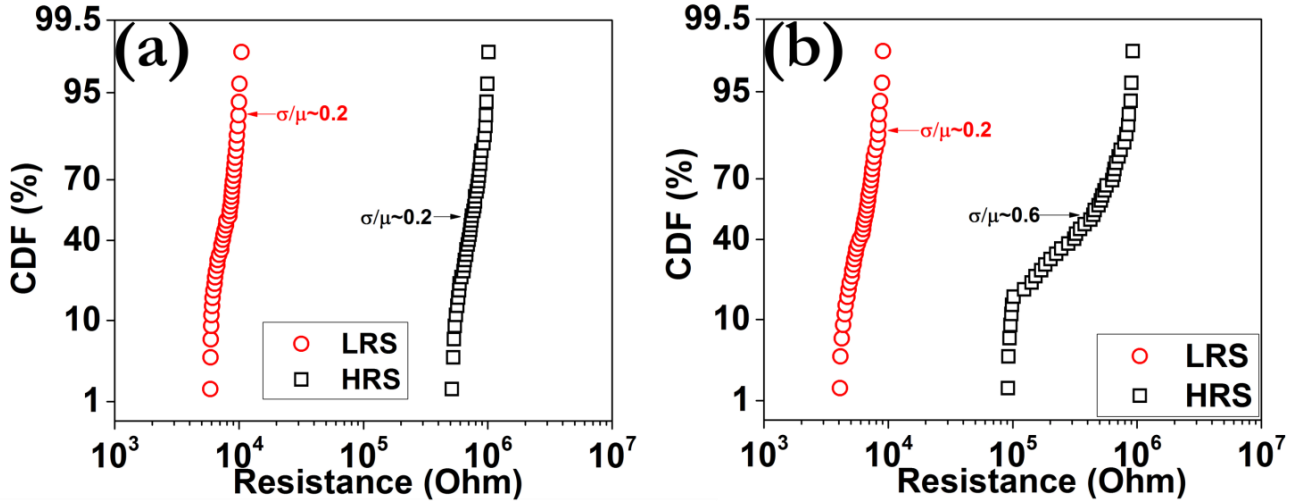 (a)
99.5
95
70
40
10
1
CDF (%)
σ/μ~0.2
σ/μ~0.2
LRS
HRS
10³ 10⁴ 10⁵ 10⁶ 10⁷
Resistance (Ohm)
(b)
99.5
95
70
40
10
1
CDF (%)
σ/μ~0.2
σ/μ~0.6
LRS
HRS
10³ 10⁴ 10⁵ 10⁶ 10⁷
Resistance (Ohm)